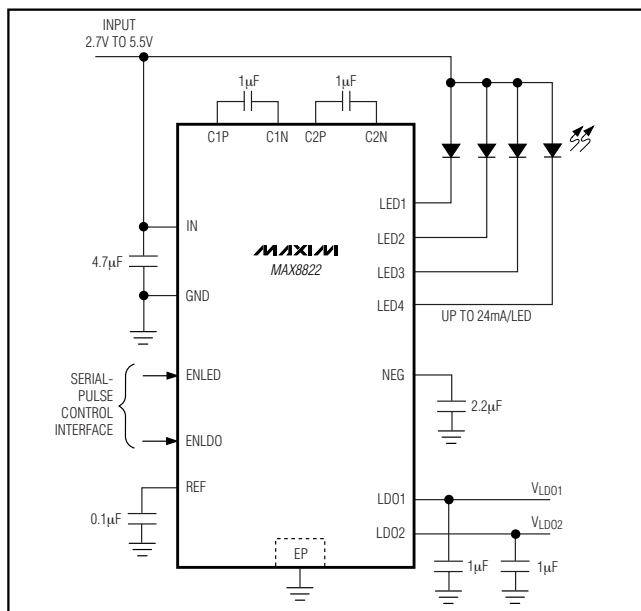 INPUT
2.7V TO 5.5V
1µF
1µF
C1P
C1N
C2P
C2N
LED1
IN
MAXIM
MAX8822
LED2
4.7µF
LED3
GND
LED4
UP TO 24mA/LED
SERIAL-
PULSE
CONTROL
INTERFACE
ENLED
NEG
2.2µF
ENLDO
REF
0.1µF
LDO1
VLDO1
LDO2
VLDO2
EP
1µF
1µF